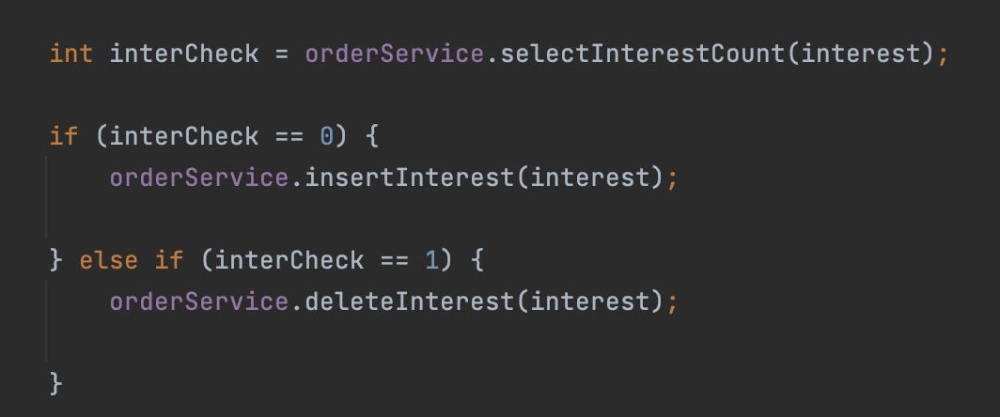 int interCheck = orderService.selectInterestCount(interest);
if (interCheck == 0) {
orderService.insertInterest(interest);
} else if (interCheck == 1) {
orderService.deleteInterest(interest);
}